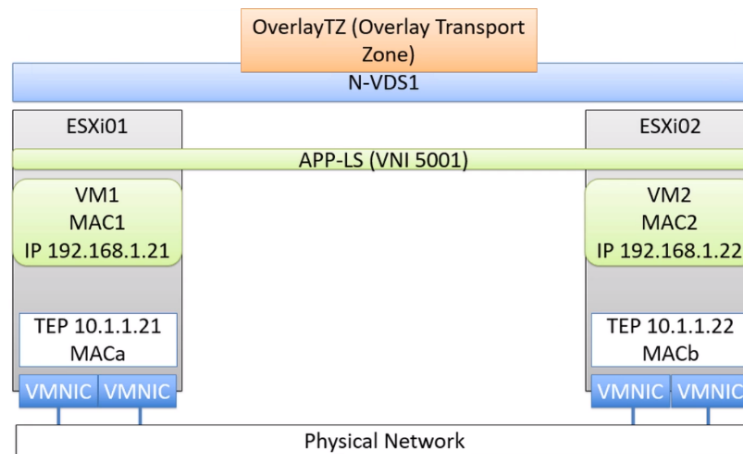 OverlayTZ (Overlay Transport
Zone)
N-VDS1
ESXi01
ESXi02
APP-LS (VNI 5001)
VM1
MAC1
IP 192.168.1.21
VM2
MAC2
IP 192.168.1.22
TEP 10.1.1.21
MACa
TEP 10.1.1.22
MACb
VMNIC VMNIC
VMNIC VMNIC
Physical Network